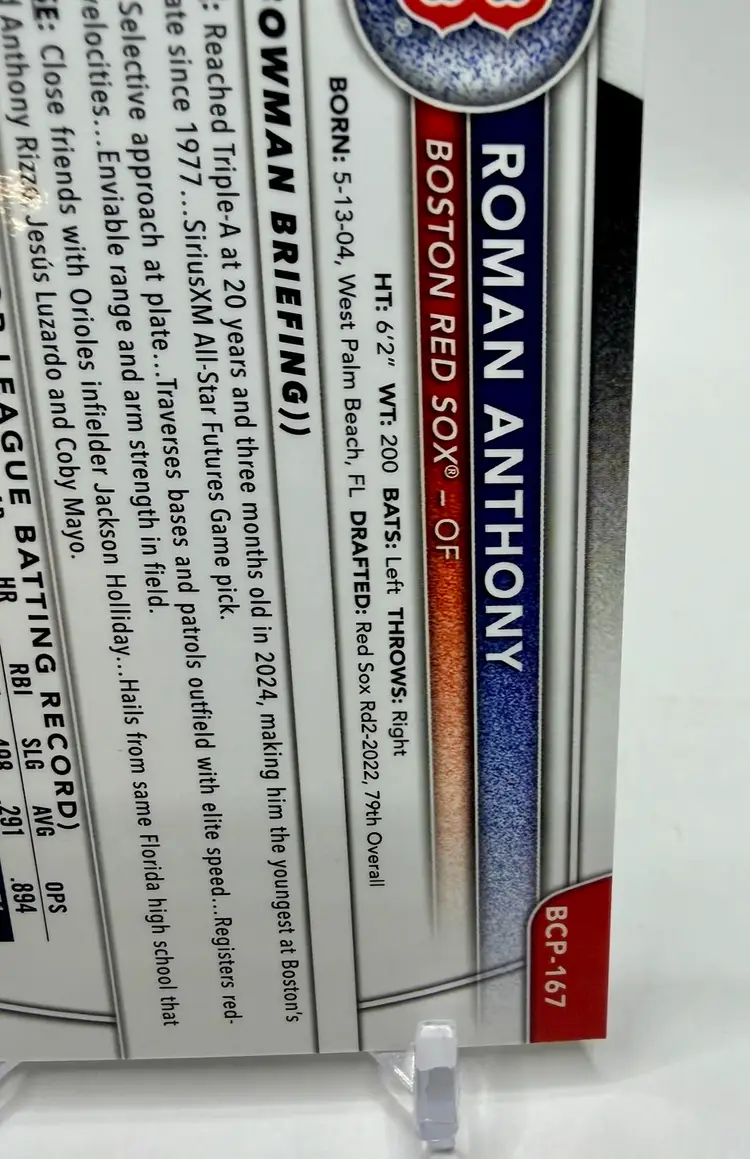 BCP-167
ROMAN ANTHONY
BOSTON RED SOX® – OF
HT: 6'2" WT: 200 BATS: Left THROWS: Right
BORN: 5-13-04, West Palm Beach, FL DRAFTED: Red Sox Rd2-2022, 79th Overall
OWMAN BRIEFING))
: Reached Triple-A at 20 years and three months old in 2024, making him the youngest at Boston's
ate since 1977...SiriusXM All-Star Futures Game pick.
Selective approach at plate...Traverses bases and patrols outfield with elite speed...Registers red-
velocities...Enviable range and arm strength in field.
SE: Close friends with Orioles infielder Jackson Holliday...Hails from same Florida high school that
d Anthony Rizzo, Jesús Luzardo and Coby Mayo.
LEAGUE BATTING RECORD)
HR RBI SLG AVG OPS
.498 .291 .894